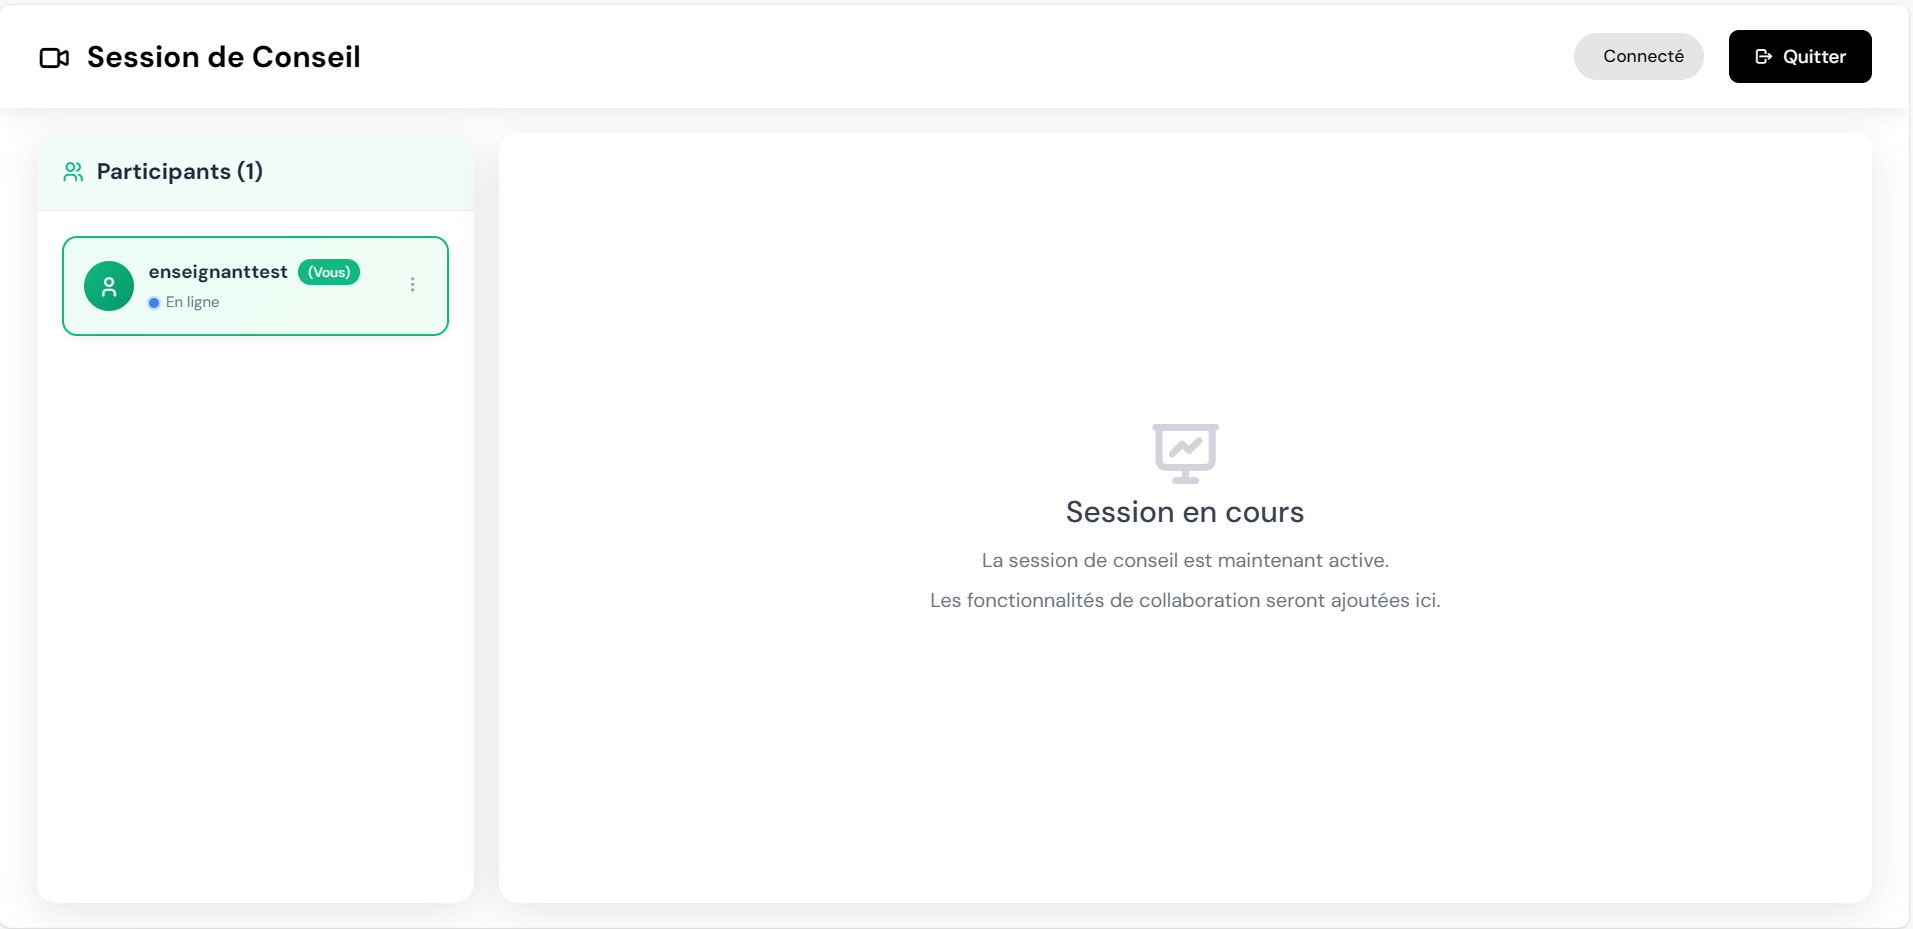 Session de Conseil
Connecté
Quitter
Participants (1)
enseignanttest (Vous)
En ligne
Session en cours
La session de conseil est maintenant active.
Les fonctionnalités de collaboration seront ajoutées ici.